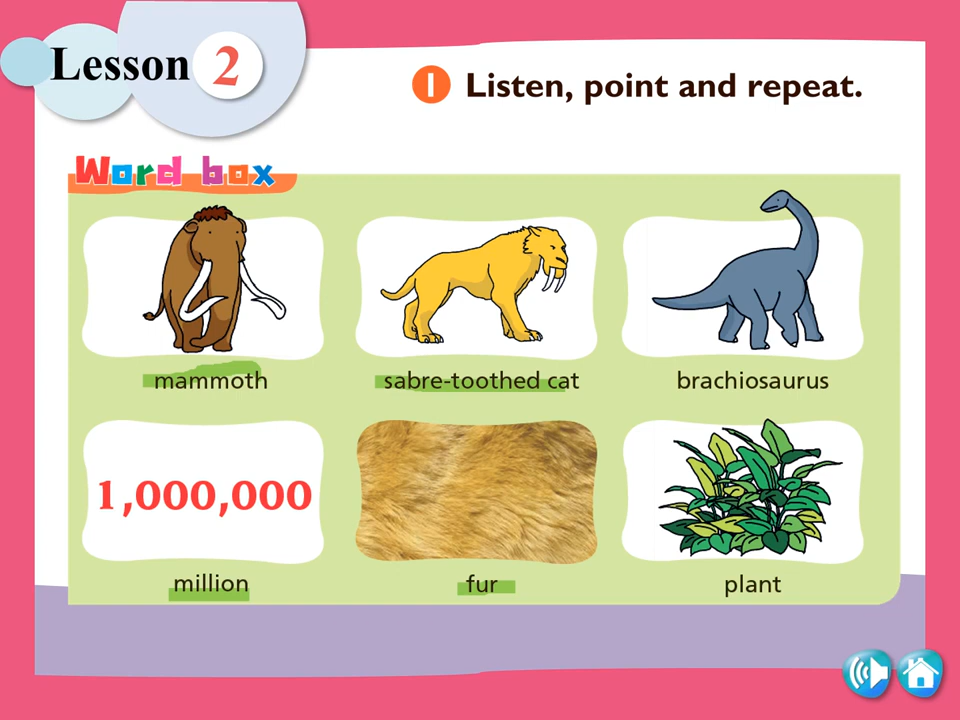 Lesson 2
1 Listen, point and repeat.
Word box
mammoth
sabre-toothed cat
brachiosaurus
1,000,000
million
fur
plant